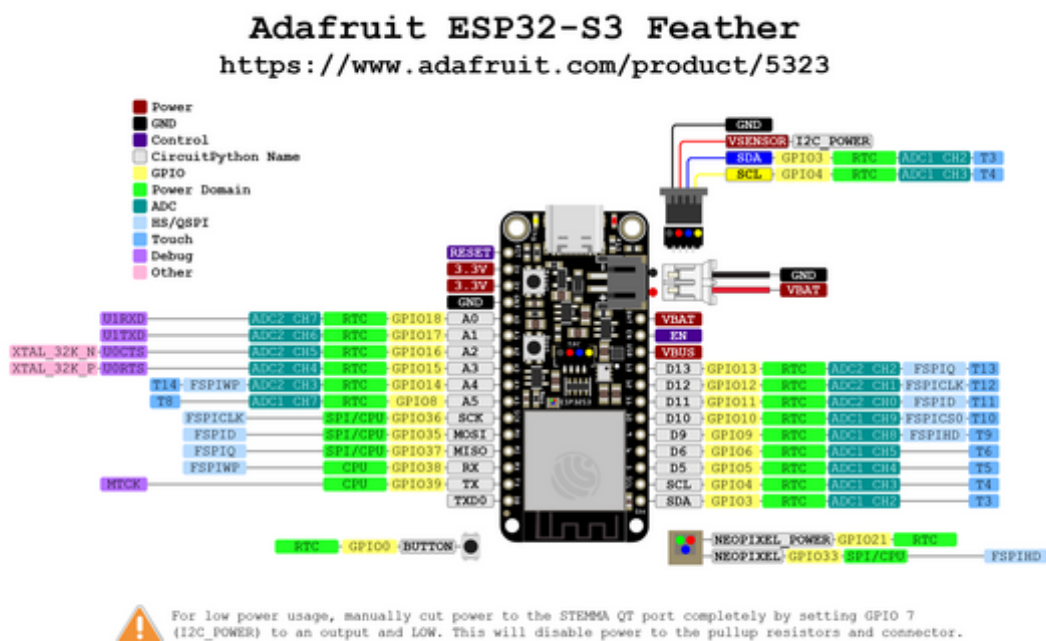 Adafruit ESP32-S3 Feather
https://www.adafruit.com/product/5323
Power
GND
Control
CircuitPython Name
GPIO
Power Domain
ADC
HS/QSPI
Touch
Debug
Other
GND
VSENSOR I2C_POWER
SDA GPIO3 RTC ADC1 CH2 T3
SCL GPIO4 RTC ADC1 CH3 T4
GND
VBAT
RESET
3.3V
3.3V
GND
U1RXD ADC2 CH7 RTC GPIO18 A0
U1TXD ADC2 CH6 RTC GPIO17 A1
XTAL_32K_N U0CTS ADC2 CH5 RTC GPIO16 A2
XTAL_32K_P U0RTS ADC2 CH4 RTC GPIO15 A3
T14 FSPIWP ADC2 CH3 RTC GPIO14 A4
T8 ADC1 CH7 RTC GPIO8 A5
FSPICLK SPI/CPU GPIO36 SCK
FSPID SPI/CPU GPIO35 MOSI
FSPIQ SPI/CPU GPIO37 MISO
FSPIWP CPU GPIO38 RX
MTCK CPU GPIO39 TX
TXD0
VBAT
EN
VBUS
D13 GPIO13 RTC ADC2 CH2 FSPIQ T13
D12 GPIO12 RTC ADC2 CH1 FSPICLK T12
D11 GPIO11 RTC ADC2 CH0 FSPID T11
D10 GPIO10 RTC ADC1 CH9 FSPICS0 T10
D9 GPIO9 RTC ADC1 CH8 FSPIHD T9
D6 GPIO6 RTC ADC1 CH5 T6
D5 GPIO5 RTC ADC1 CH4 T5
SCL GPIO4 RTC ADC1 CH3 T4
SDA GPIO3 RTC ADC1 CH2 T3
RTC GPIO0 BUTTON
NEOPIXEL_POWER GPIO21 RTC
NEOPIXEL GPIO33 SPI/CPU FSPIHD
For low power usage, manually cut power to the STEMMA QT port completely by setting GPIO 7
(I2C_POWER) to an output and LOW. This will disable power to the pullup resistors and connector.